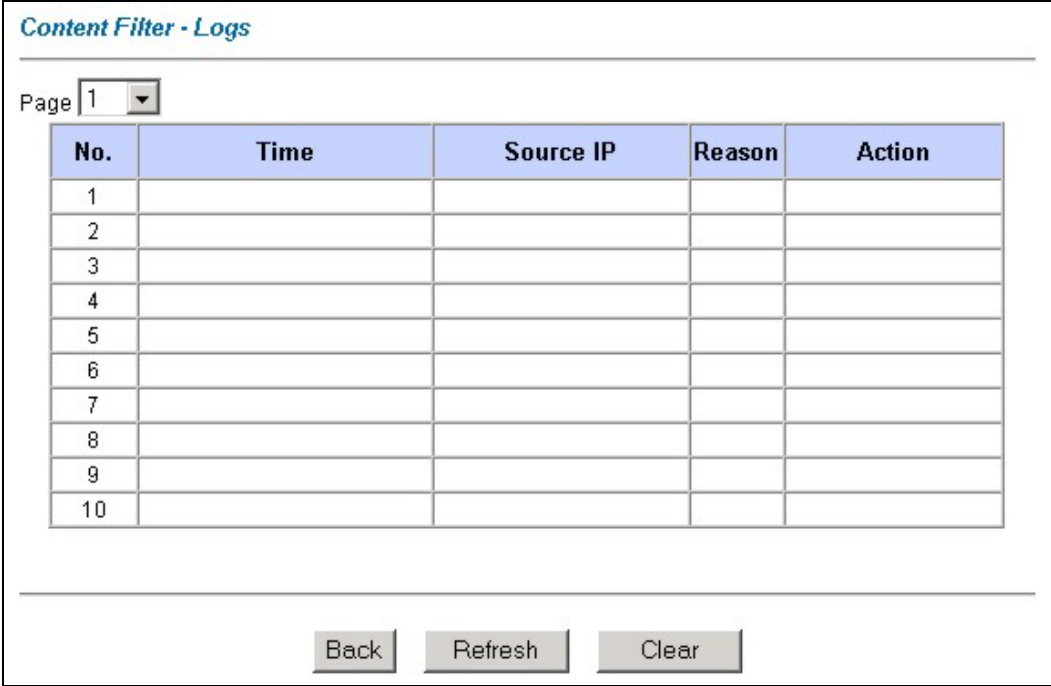 Content Filter - Logs
Page 1
No. Time Source IP Reason Action
1
2
3
4
5
6
7
8
9
10
Back Refresh Clear